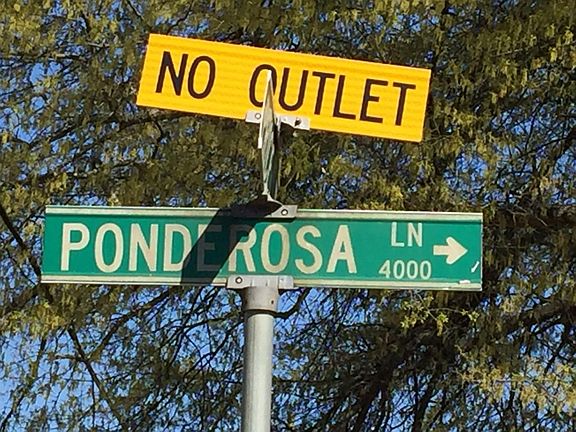 NO OUTLET
PONDEROSA LN →
4000